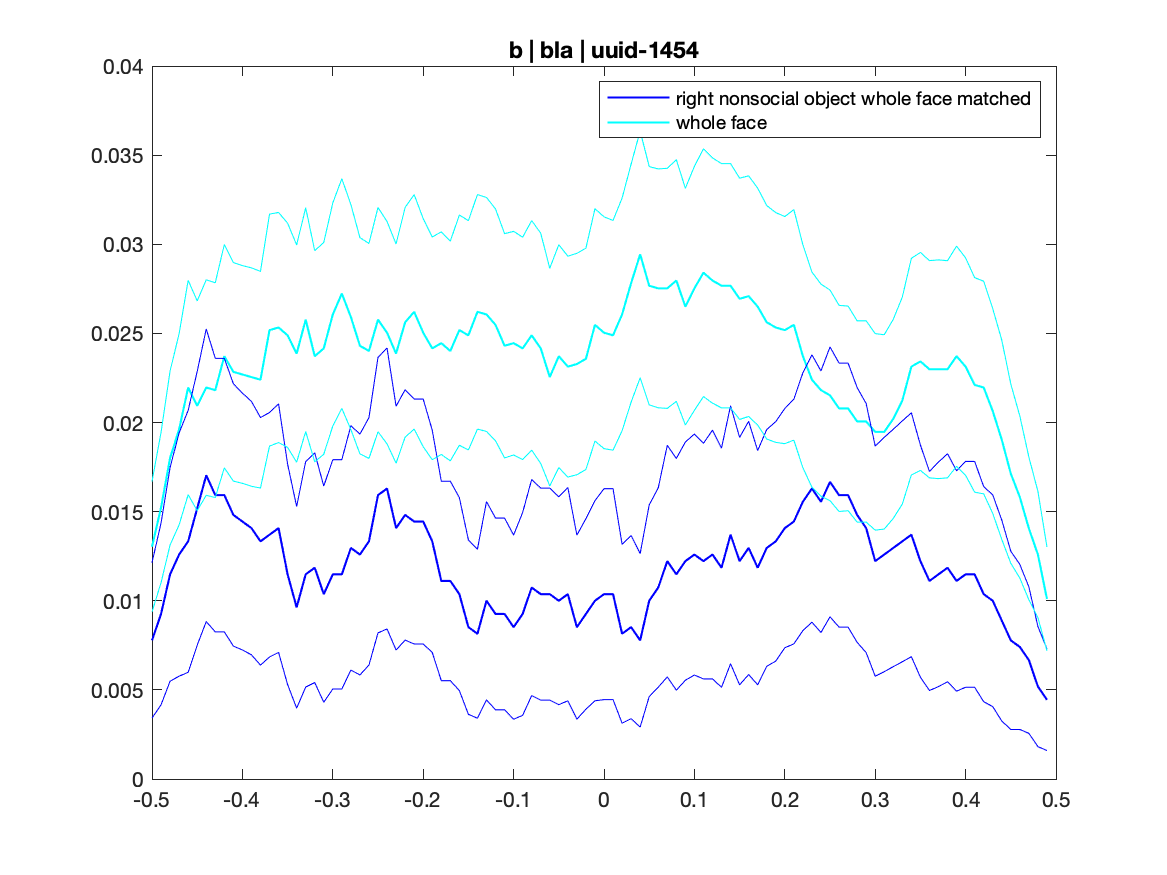 b | bla | uuid-1454
right nonsocial object whole face matched
whole face
0.04
0.035
0.03
0.025
0.02
0.015
0.01
0.005
0
-0.5 -0.4 -0.3 -0.2 -0.1 0 0.1 0.2 0.3 0.4 0.5